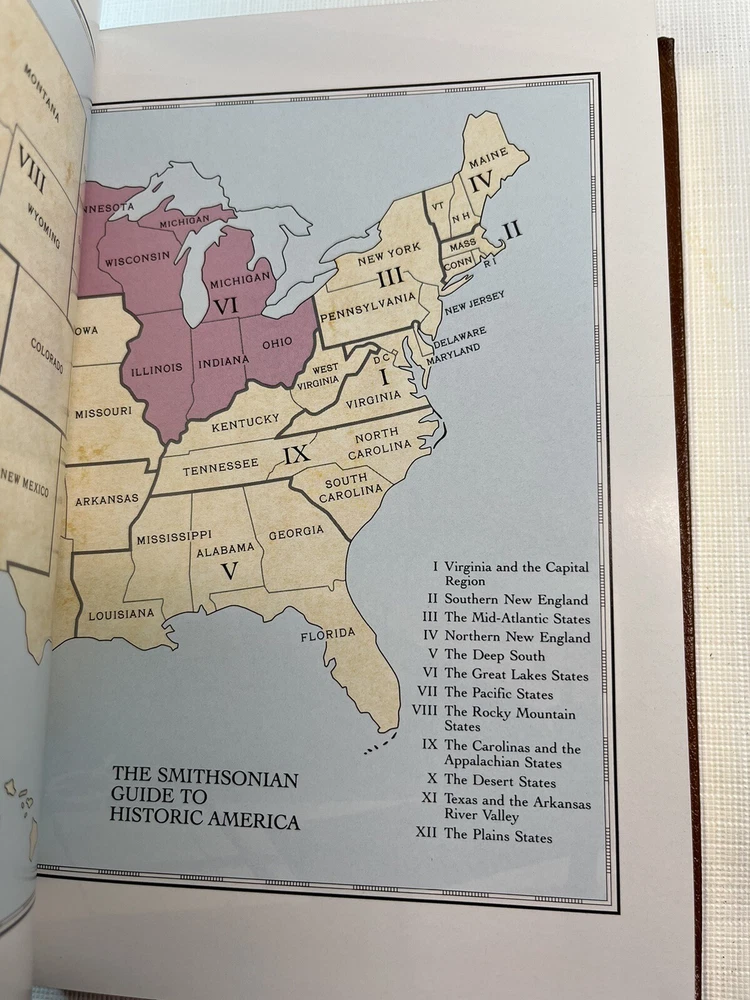 MONTANA
VIII
WYOMING
COLORADO
NEW MEXICO
NNESOTA
MICHIGAN
WISCONSIN
MICHIGAN
VI
OWA
ILLINOIS
INDIANA
OHIO
MISSOURI
ARKANSAS
LOUISIANA
MAINE
IV
VT
N H
II
MASS
CONN
R I
NEW YORK
III
PENNSYLVANIA
NEW JERSEY
DELAWARE
MARYLAND
D C
WEST
VIRGINIA
I
VIRGINIA
KENTUCKY
TENNESSEE
IX
NORTH
CAROLINA
SOUTH
CAROLINA
MISSISSIPPI
ALABAMA
V
GEORGIA
FLORIDA
I Virginia and the Capital
Region
II Southern New England
III The Mid-Atlantic States
IV Northern New England
V The Deep South
VI The Great Lakes States
VII The Pacific States
VIII The Rocky Mountain
States
IX The Carolinas and the
Appalachian States
X The Desert States
XI Texas and the Arkansas
River Valley
XII The Plains States
THE SMITHSONIAN
GUIDE TO
HISTORIC AMERICA